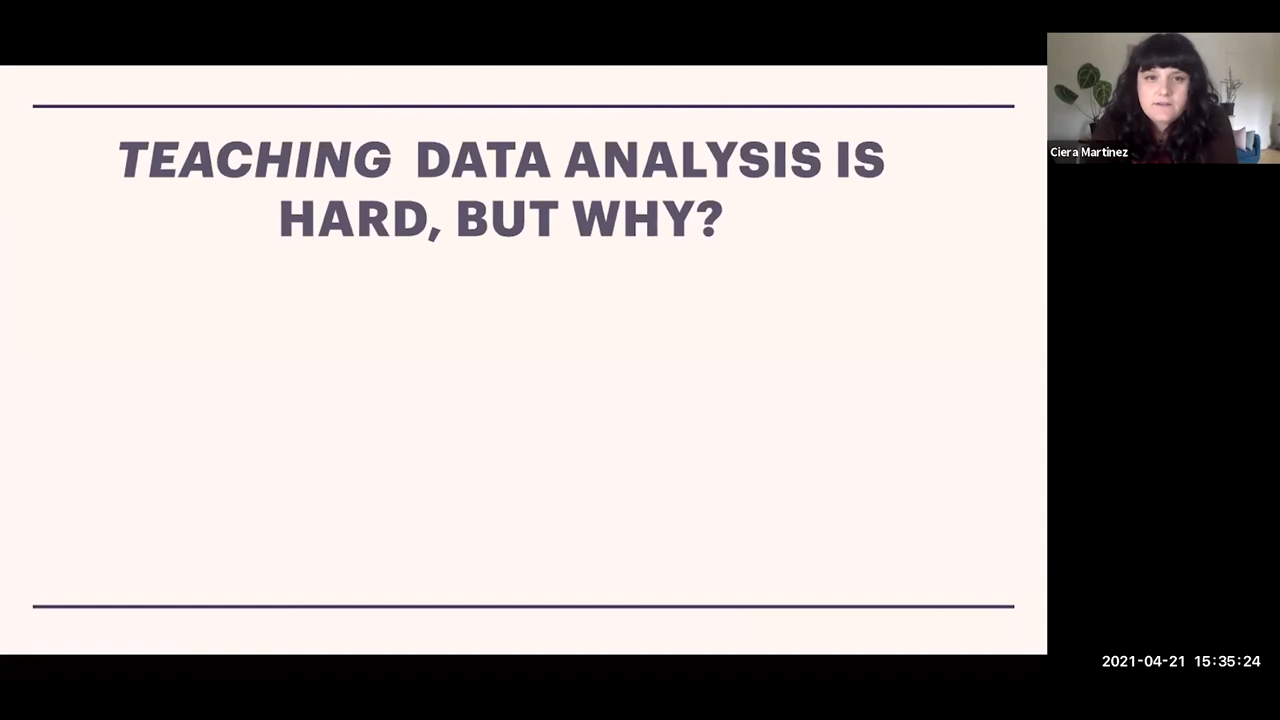 TEACHING DATA ANALYSIS IS
HARD, BUT WHY?
Ciera Martinez
2021-04-21 15:35:24